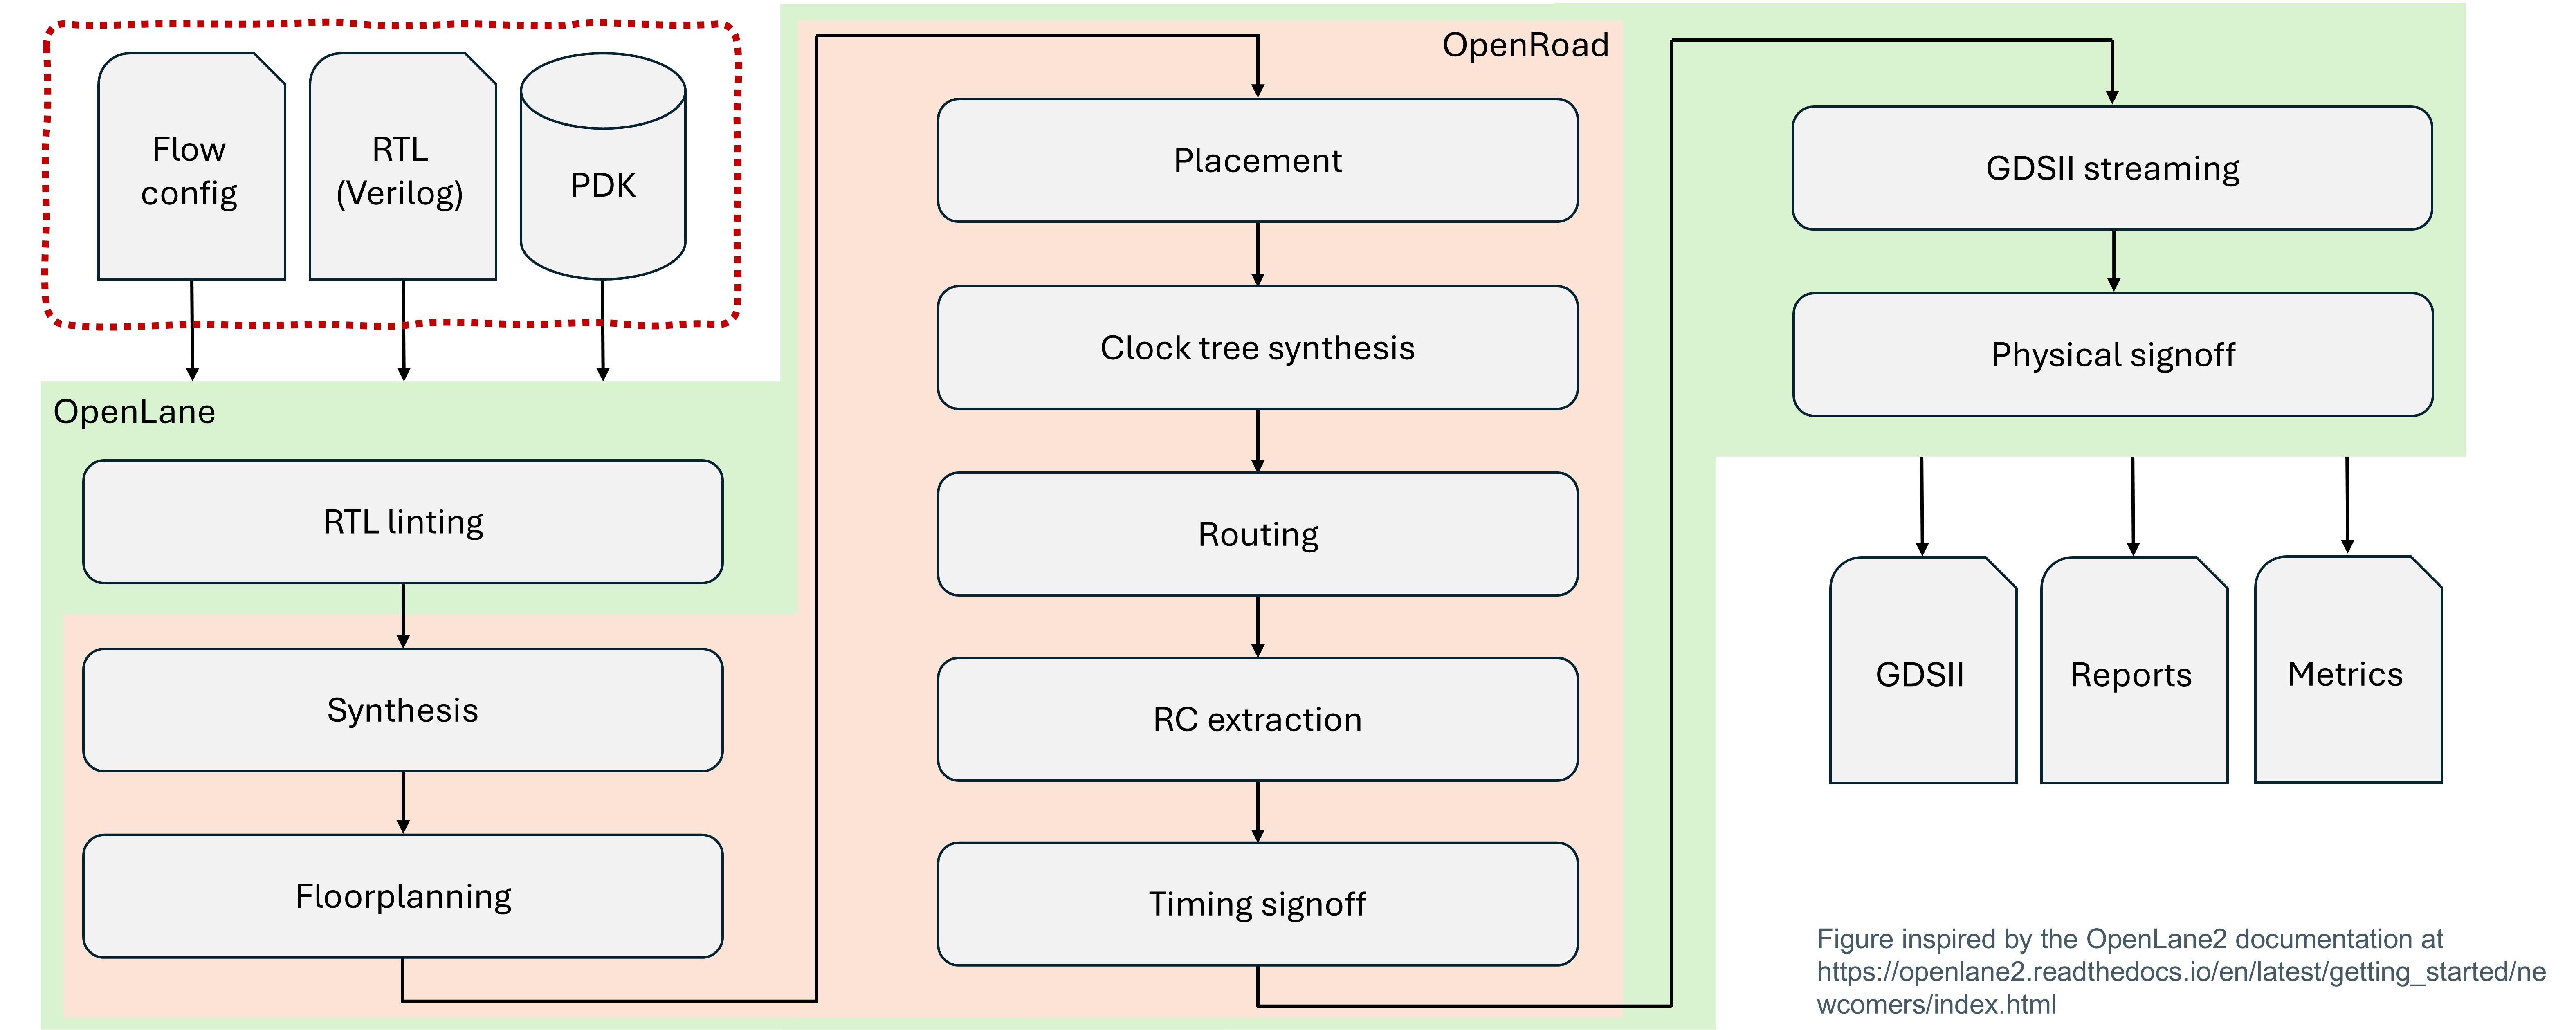 Flow
config
RTL
(Verilog)
PDK
OpenLane
RTL linting
Synthesis
Floorplanning
OpenRoad
Placement
Clock tree synthesis
Routing
RC extraction
Timing signoff
GDSII streaming
Physical signoff
GDSII
Reports
Metrics
Figure inspired by the OpenLane2 documentation at
https://openlane2.readthedocs.io/en/latest/getting_started/ne
wcomers/index.html